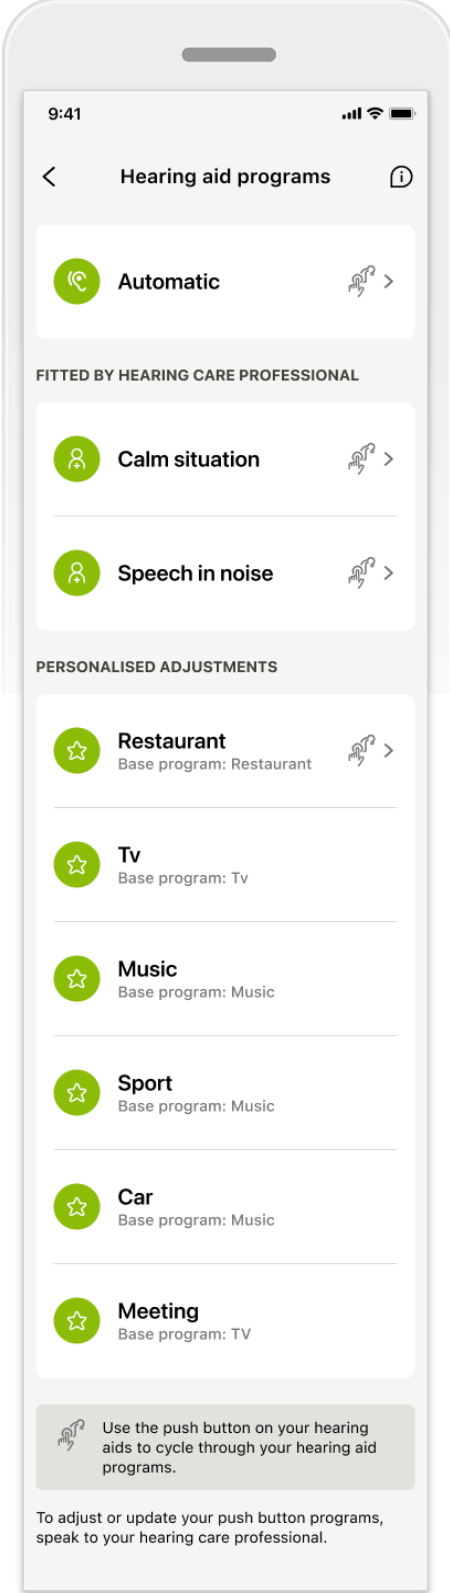 9:41
Hearing aid programs
Automatic
FITTED BY HEARING CARE PROFESSIONAL
Calm situation
Speech in noise
PERSONALISED ADJUSTMENTS
Restaurant
Base program: Restaurant
Tv
Base program: Tv
Music
Base program: Music
Sport
Base program: Music
Car
Base program: Music
Meeting
Base program: TV
Use the push button on your hearing
aids to cycle through your hearing aid
programs.
To adjust or update your push button programs,
speak to your hearing care professional.